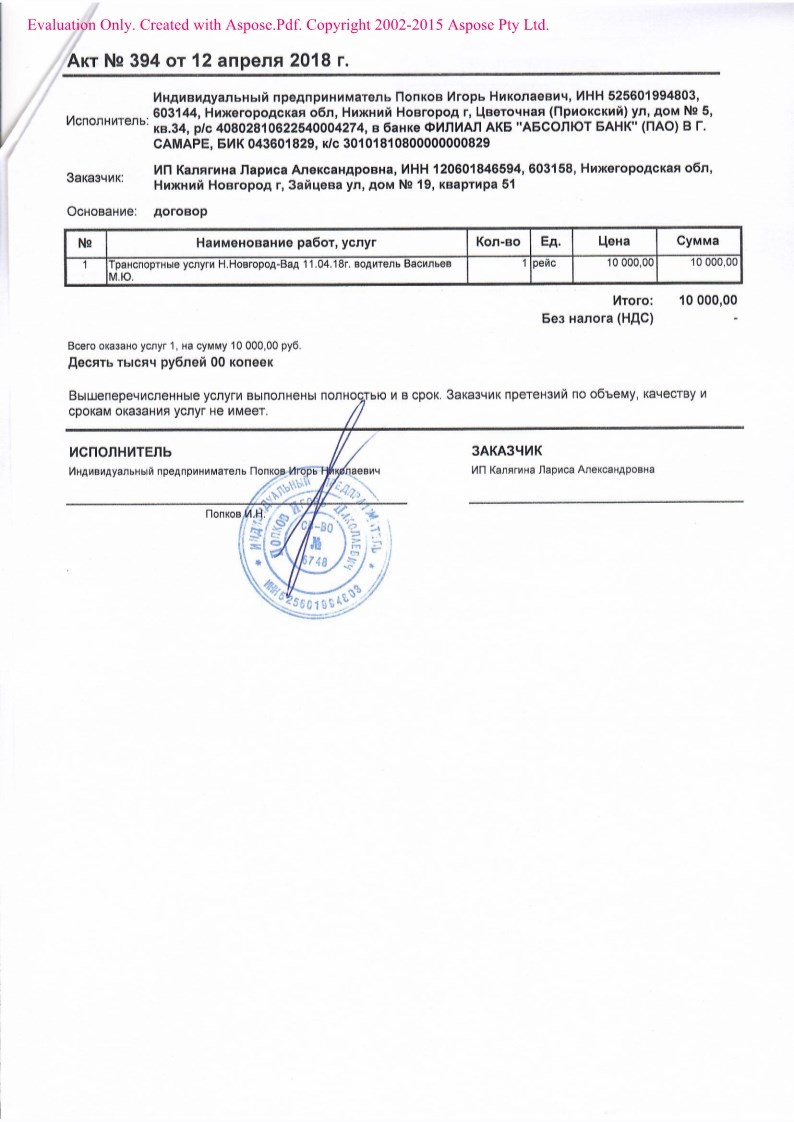 Evaluation Only. Created with Aspose.Pdf. Copyright 2002-2015 Aspose Pty Ltd.
Акт № 394 от 12 апреля 2018 г.
Исполнитель: Индивидуальный предприниматель Попков Игорь Николаевич, ИНН 525601994803,
603144, Нижегородская обл, Нижний Новгород г, Цветочная (Приокский) ул, дом № 5,
кв.34, р/с 40802810622540004274, в банке ФИЛИАЛ АКБ "АБСОЛЮТ БАНК" (ПАО) В Г.
САМАРЕ, БИК 043601829, к/с 30101810800000000829
Заказчик: ИП Калягина Лариса Александровна, ИНН 120601846594, 603158, Нижегородская обл,
Нижний Новгород г, Зайцева ул, дом № 19, квартира 51
Основание: договор
№ Наименование работ, услуг Кол-во Ед. Цена Сумма
1 Транспортные услуги Н.Новгород-Вад 11.04.18г. водитель Васильев 1 рейс 10 000,00 10 000,00
М.Ю.
Итого: 10 000,00
Без налога (НДС) -
Всего оказано услуг 1, на сумму 10 000,00 руб.
Десять тысяч рублей 00 копеек
Вышеперечисленные услуги выполнены полностью и в срок. Заказчик претензий по объему, качеству и
срокам оказания услуг не имеет.
ИСПОЛНИТЕЛЬ ЗАКАЗЧИК
Индивидуальный предприниматель Попков Игорь Николаевич ИП Калягина Лариса Александровна
Попков И.Н.
ИНДИВИДУАЛЬНЫЙ ПРЕДПРИНИМАТЕЛЬ
Попков Игорь Николаевич
СВ-ВО
№
6748
ИНН 525601994803